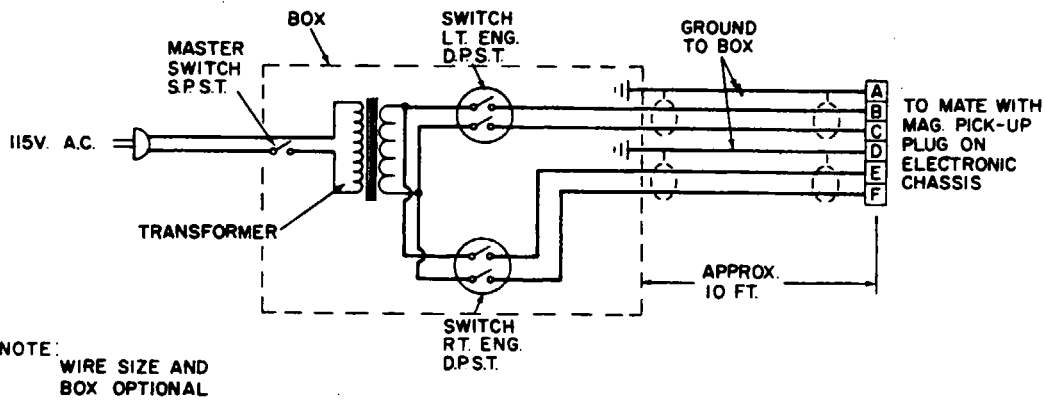 BOX
MASTER
SWITCH
S.P.S.T.
SWITCH
LT. ENG.
D.P.S.T.
GROUND
TO BOX
115V. A.C.
TRANSFORMER
A
B
C
D
E
F
TO MATE WITH
MAG. PICK-UP
PLUG ON
ELECTRONIC
CHASSIS
APPROX.
10 FT.
SWITCH
RT. ENG.
D.P.S.T.
NOTE:
WIRE SIZE AND
BOX OPTIONAL